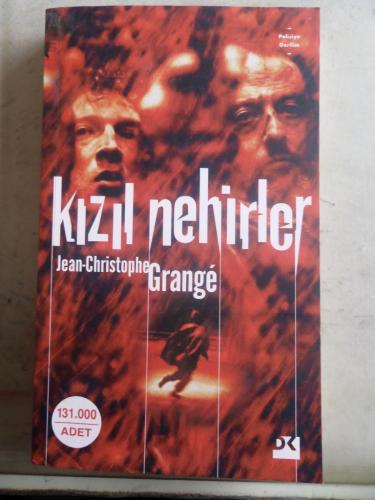 Polisiye
Gerilim
kızıl nehirler
Jean-Christophe
Grangé
131.000
ADET
DK